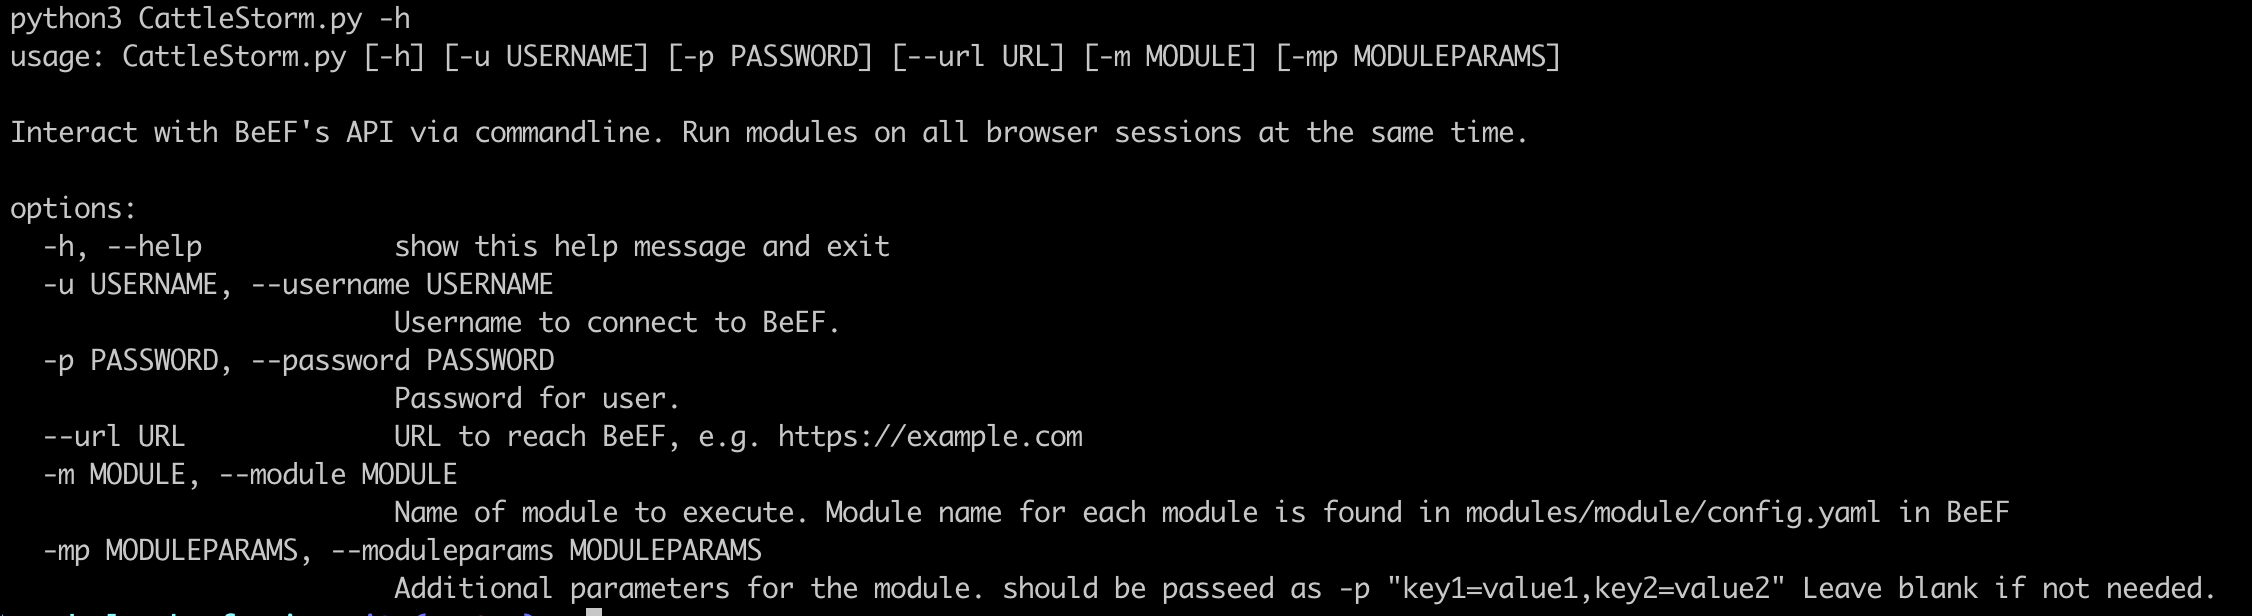 python3 CattleStorm.py -h
usage: CattleStorm.py [-h] [-u USERNAME] [-p PASSWORD] [--url URL] [-m MODULE] [-mp MODULEPARAMS]
Interact with BeEF's API via commandline. Run modules on all browser sessions at the same time.
options:
-h, --help show this help message and exit
-u USERNAME, --username USERNAME
Username to connect to BeEF.
-p PASSWORD, --password PASSWORD
Password for user.
--url URL URL to reach BeEF, e.g. https://example.com
-m MODULE, --module MODULE
Name of module to execute. Module name for each module is found in modules/module/config.yaml in BeEF
-mp MODULEPARAMS, --moduleparams MODULEPARAMS
Additional parameters for the module. should be passeed as -p "key1=value1,key2=value2" Leave blank if not needed.